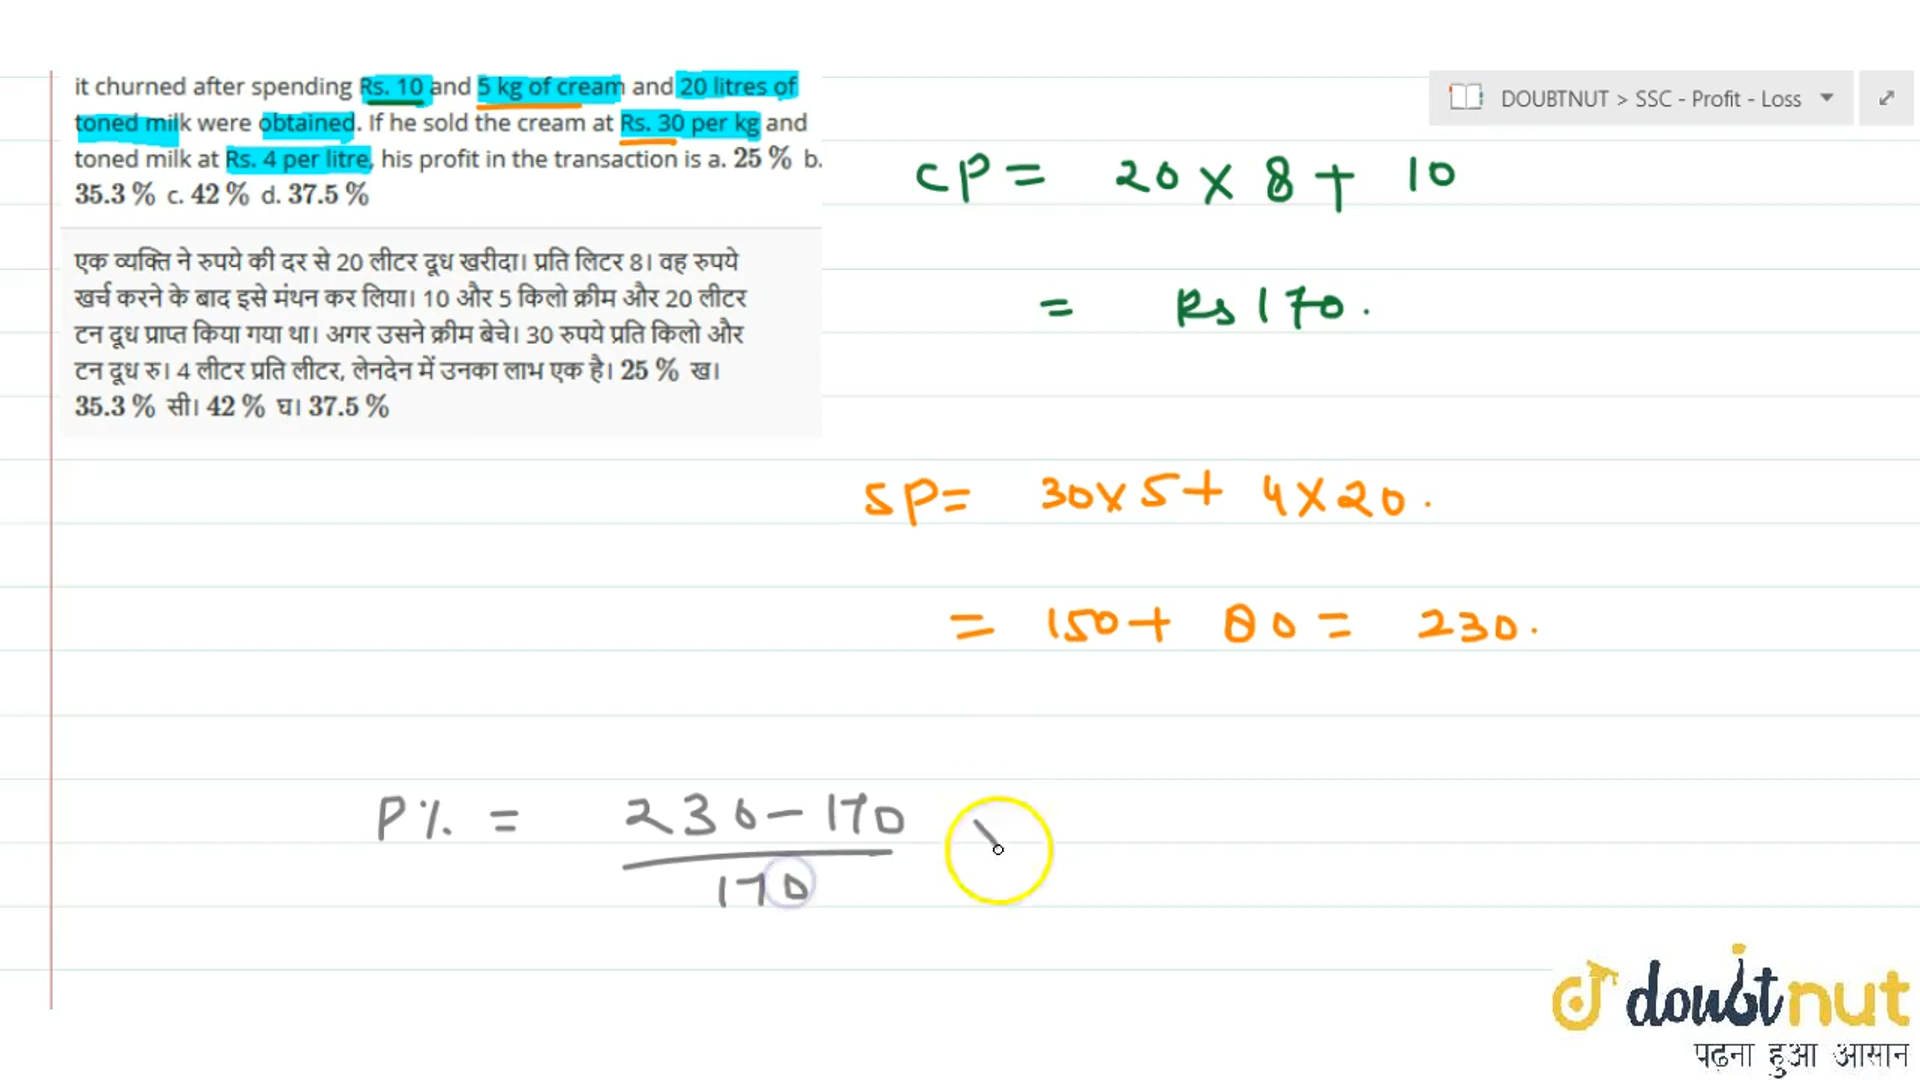 it churned after spending Rs. 10 and 5 kg of cream and 20 litres of
toned milk were obtained. If he sold the cream at Rs. 30 per kg and
toned milk at Rs. 4 per litre, his profit in the transaction is a. 25 % b.
35.3 % c. 42 % d. 37.5 %
एक व्यक्ति ने रुपये की दर से 20 लीटर दूध खरीदा। प्रति लिटर 8। वह रुपये
खर्च करने के बाद इसे मंथन कर लिया। 10 और 5 किलो क्रीम और 20 लीटर
टन दूध प्राप्त किया गया था। अगर उसने क्रीम बेचे। 30 रुपये प्रति किलो और
टन दूध रु। 4 लीटर प्रति लीटर, लेनदेन में उनका लाभ एक है। 25 % ख।
35.3 % सी। 42 % घ। 37.5 %
DOUBTNUT > SSC - Profit - Loss
CP = 20 × 8 + 10
= Rs 170.
SP = 30×5 + 4×20.
= 150 + 80 = 230.
P% = 230 - 170
170
doubtnut
पढ़ना हुआ आसान